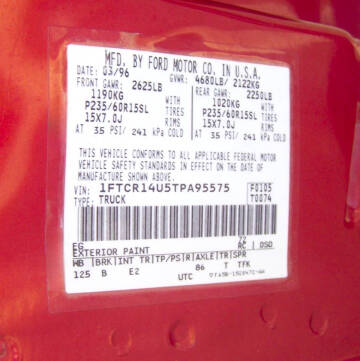 MFD. BY FORD MOTOR CO. IN U.S.A.
DATE: 03/96 GVWR: 4680LB/ 2122KG
FRONT GAWR: 2625LB REAR GAWR: 2250LB
1190KG WITH 1020KG WITH
P235/60R15SL TIRES P235/60R15SL TIRES
15X7.0J RIMS 15X7.0J RIMS
AT 35 PSI/ 241 kPa COLD AT 35 PSI/ 241 kPa COLD
THIS VEHICLE CONFORMS TO ALL APPLICABLE FEDERAL MOTOR
VEHICLE SAFETY STANDARDS IN EFFECT ON THE DATE OF
MANUFACTURE SHOWN ABOVE.
VIN: 1FTCR14U5TPA95575 F0105
TYPE: TRUCK T0074
EG 72
EXTERIOR PAINT RC DSO
WB BRK INT TR TP/PS R AXLE TR SPR
125 B E2 86 T TFK
UTC